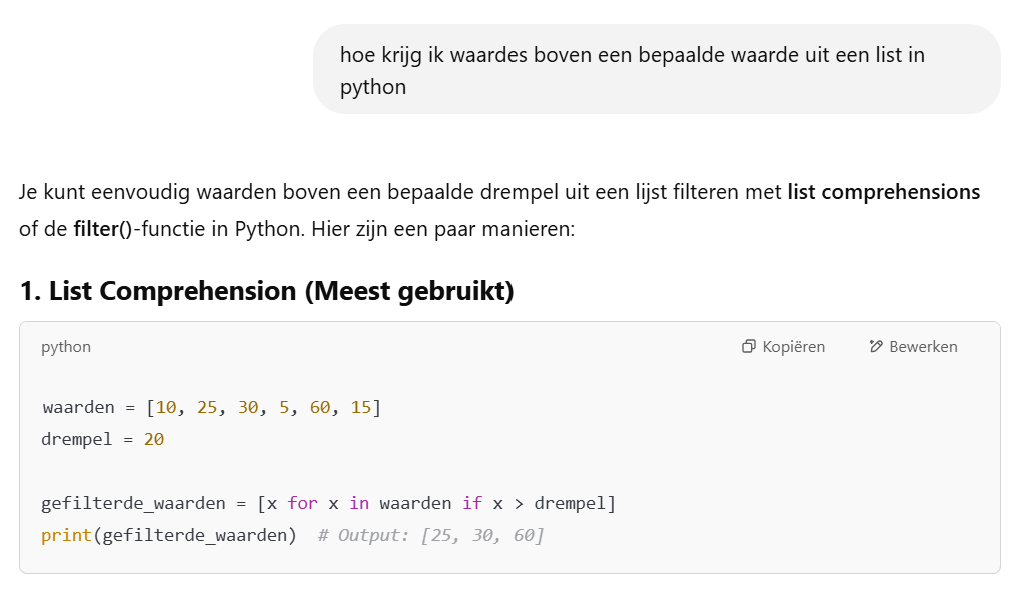 hoe krijg ik waardes boven een bepaalde waarde uit een list in
python
Je kunt eenvoudig waarden boven een bepaalde drempel uit een lijst filteren met list comprehensions
of de filter()-functie in Python. Hier zijn een paar manieren:
1. List Comprehension (Meest gebruikt)
python Kopiëren Bewerken
waarden = [10, 25, 30, 5, 60, 15]
drempel = 20
gefilterde_waarden = [x for x in waarden if x > drempel]
print(gefilterde_waarden)  # Output: [25, 30, 60]